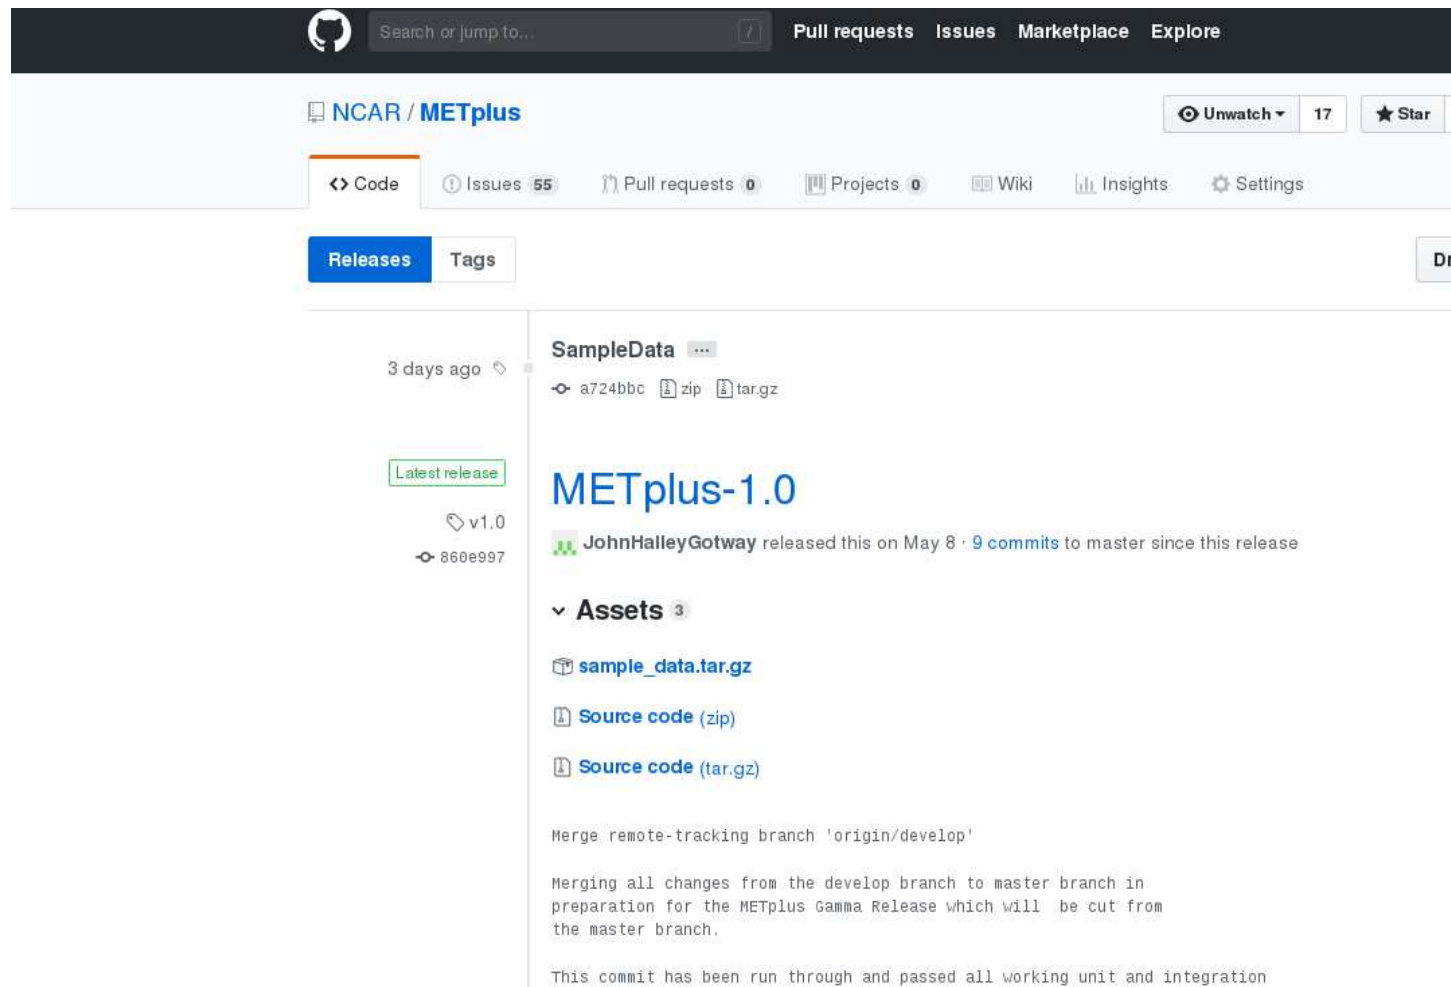 Search or jump to... / Pull requests Issues Marketplace Explore
NCAR / METplus Unwatch 17 Star
Code Issues 55 Pull requests 0 Projects 0 Wiki Insights Settings
Releases Tags
3 days ago SampleData ...
a724bbc zip tar.gz
Latest release
METplus-1.0
v1.0
JohnHalleyGotway released this on May 8 · 9 commits to master since this release
860e997
Assets 3
sample_data.tar.gz
Source code (zip)
Source code (tar.gz)
Merge remote-tracking branch 'origin/develop'
Merging all changes from the develop branch to master branch in
preparation for the METplus Gamma Release which will be cut from
the master branch.
This commit has been run through and passed all working unit and integration